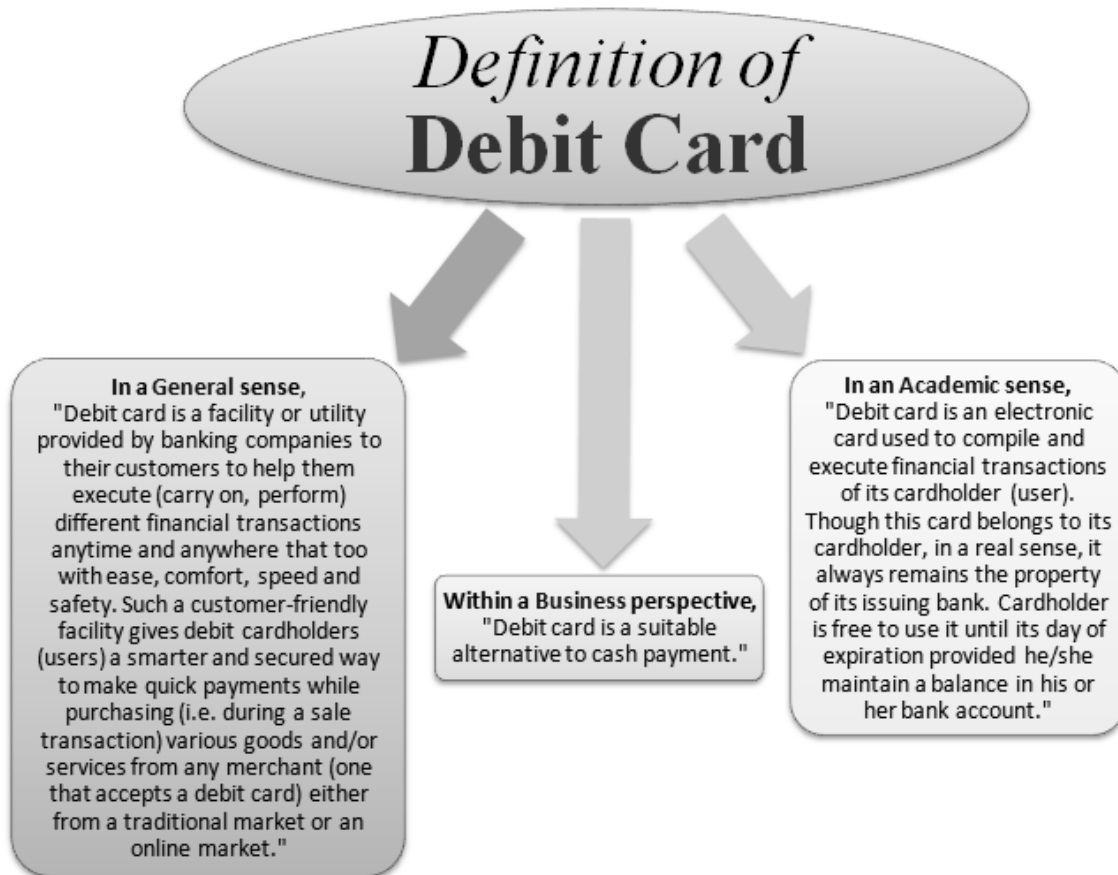 Definition of
Debit Card
In a General sense,
"Debit card is a facility or utility
provided by banking companies to
their customers to help them
execute (carry on, perform)
different financial transactions
anytime and anywhere that too
with ease, comfort, speed and
safety. Such a customer-friendly
facility gives debit cardholders
(users) a smarter and secured way
to make quick payments while
purchasing (i.e. during a sale
transaction) various goods and/or
services from any merchant (one
that accepts a debit card) either
from a traditional market or an
online market."
Within a Business perspective,
"Debit card is a suitable
alternative to cash payment."
In an Academic sense,
"Debit card is an electronic
card used to compile and
execute financial transactions
of its cardholder (user).
Though this card belongs to its
cardholder, in a real sense, it
always remains the property
of its issuing bank. Cardholder
is free to use it until its day of
expiration provided he/she
maintain a balance in his or
her bank account."